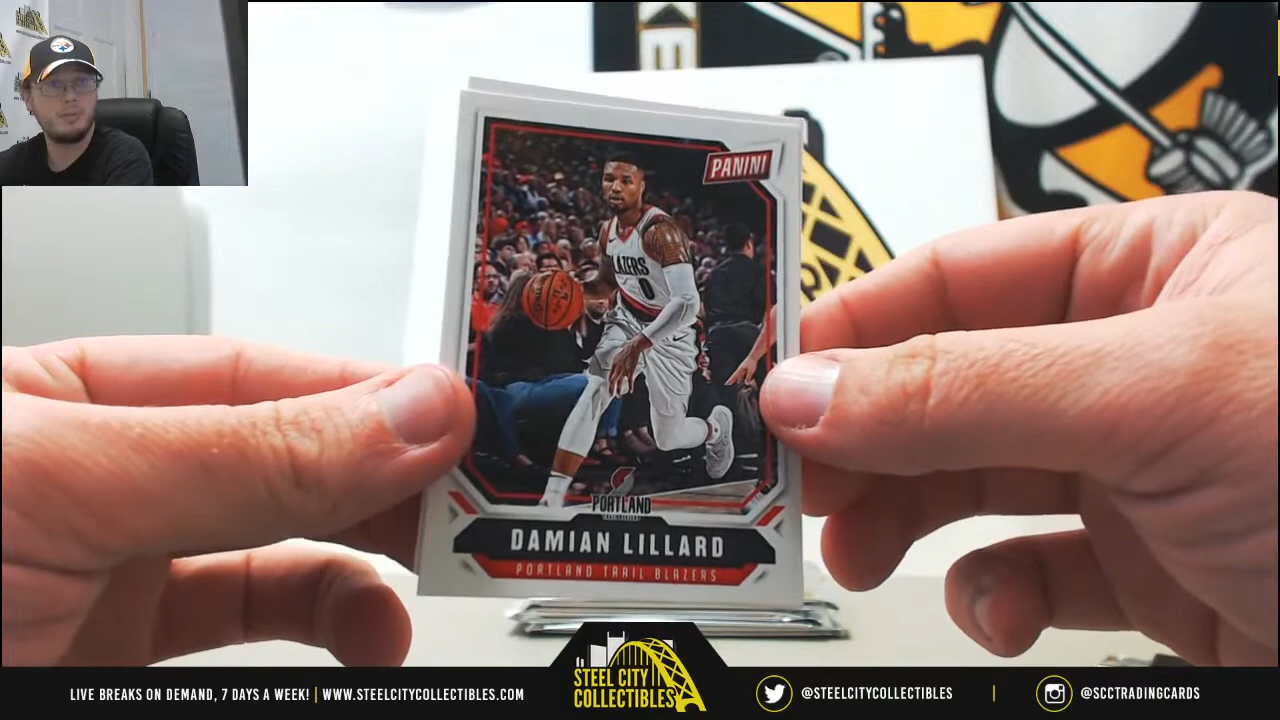 PANINI
LAZERS
0
PORTLAND
DAMIAN LILLARD
PORTLAND TRAIL BLAZERS
STEEL CITY
COLLECTIBLES
LIVE BREAKS ON DEMAND, 7 DAYS A WEEK! | WWW.STEELCITYCOLLECTIBLES.COM
@STEELCITYCOLLECTIBLES | @SCCTRADINGCARDS